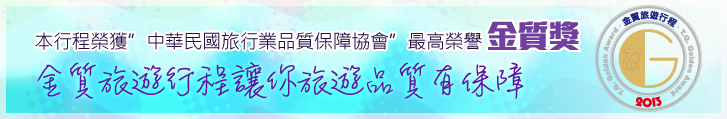 本行程榮獲”中華民國旅行業品質保障協會”最高榮譽 金質獎
金質旅遊行程讓你旅遊品質有保障
金質旅遊行程
T.Q. Golden Award
T.Q. Golden Award
2013